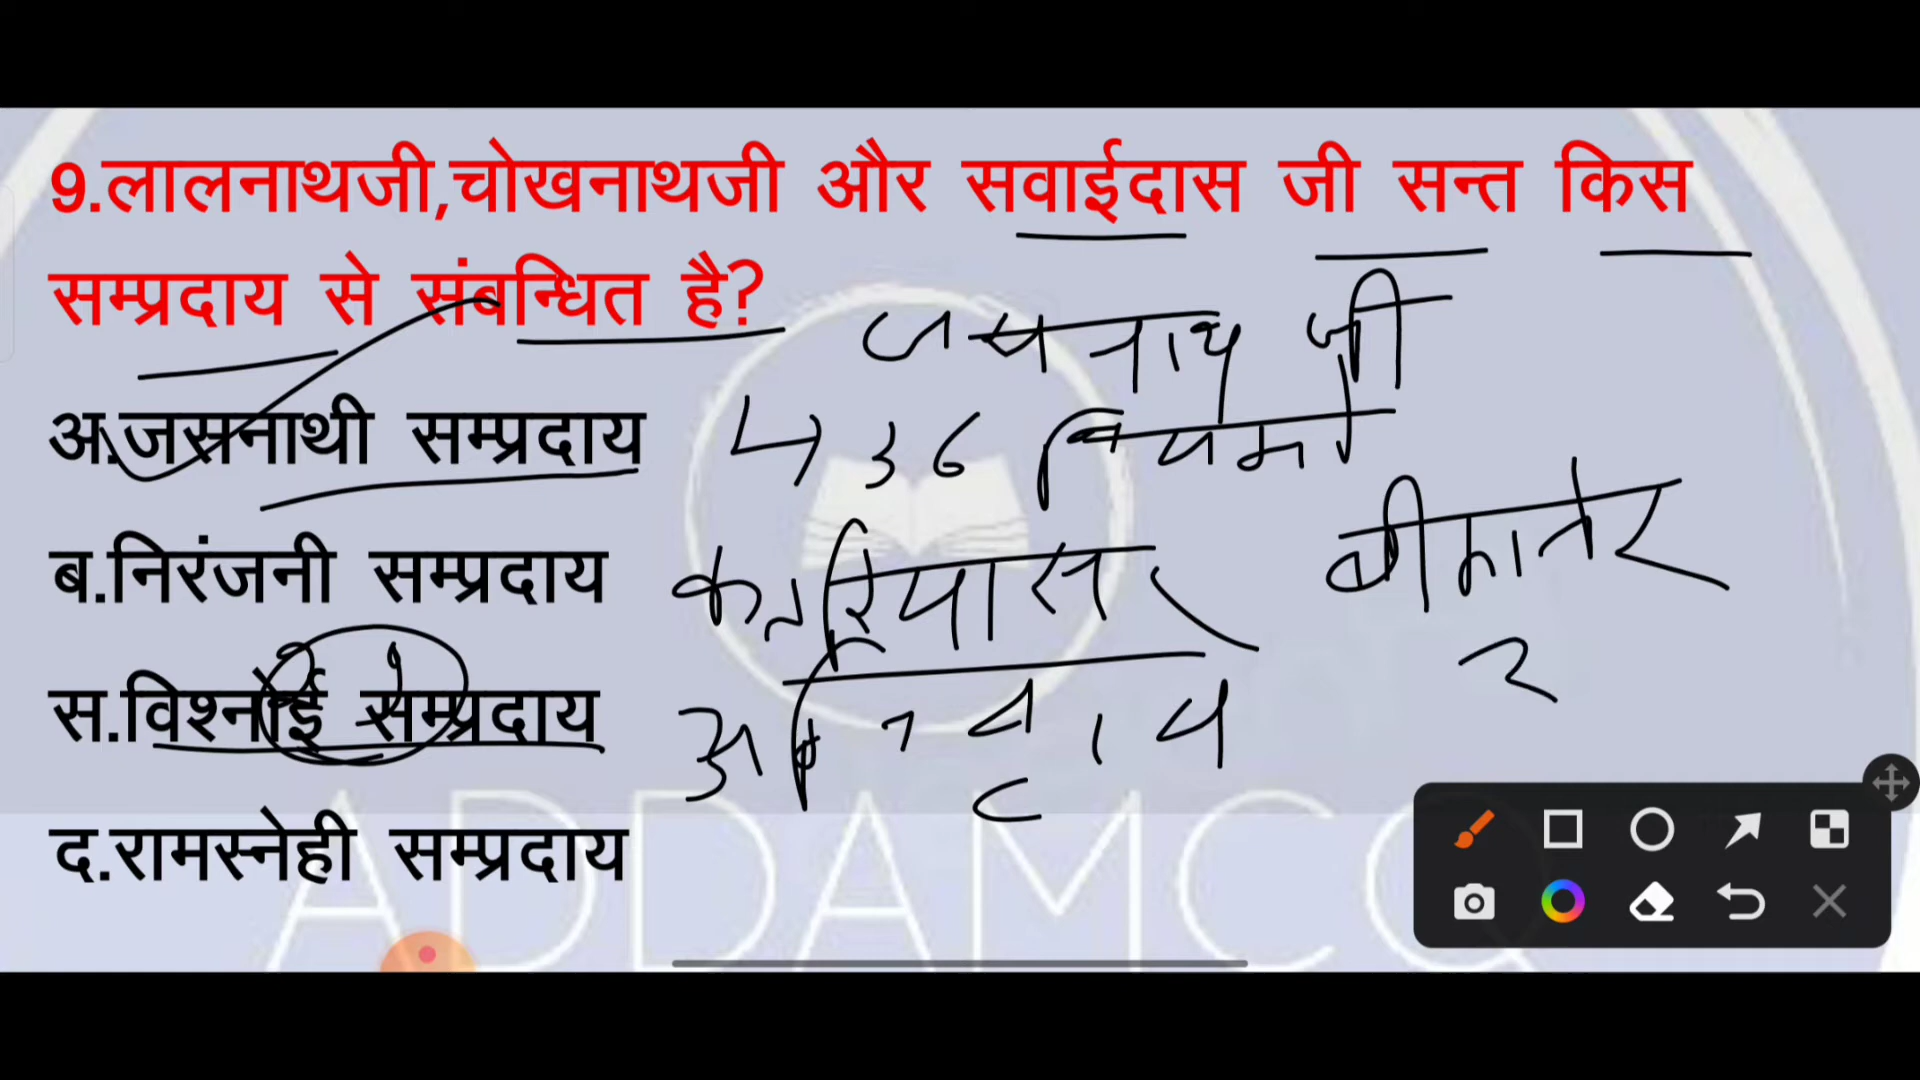 9.लालनाथजी,चोखनाथजी और सवाईदास जी सन्त किस
सम्प्रदाय से संबन्धित है?
जसनाथ जी
अ.जसनाथी सम्प्रदाय
36 नियमों
ब.निरंजनी सम्प्रदाय
कतरियासर
बीकानेर
स.विश्नोई सम्प्रदाय
द.रामस्नेही सम्प्रदाय
ADDAMCQ